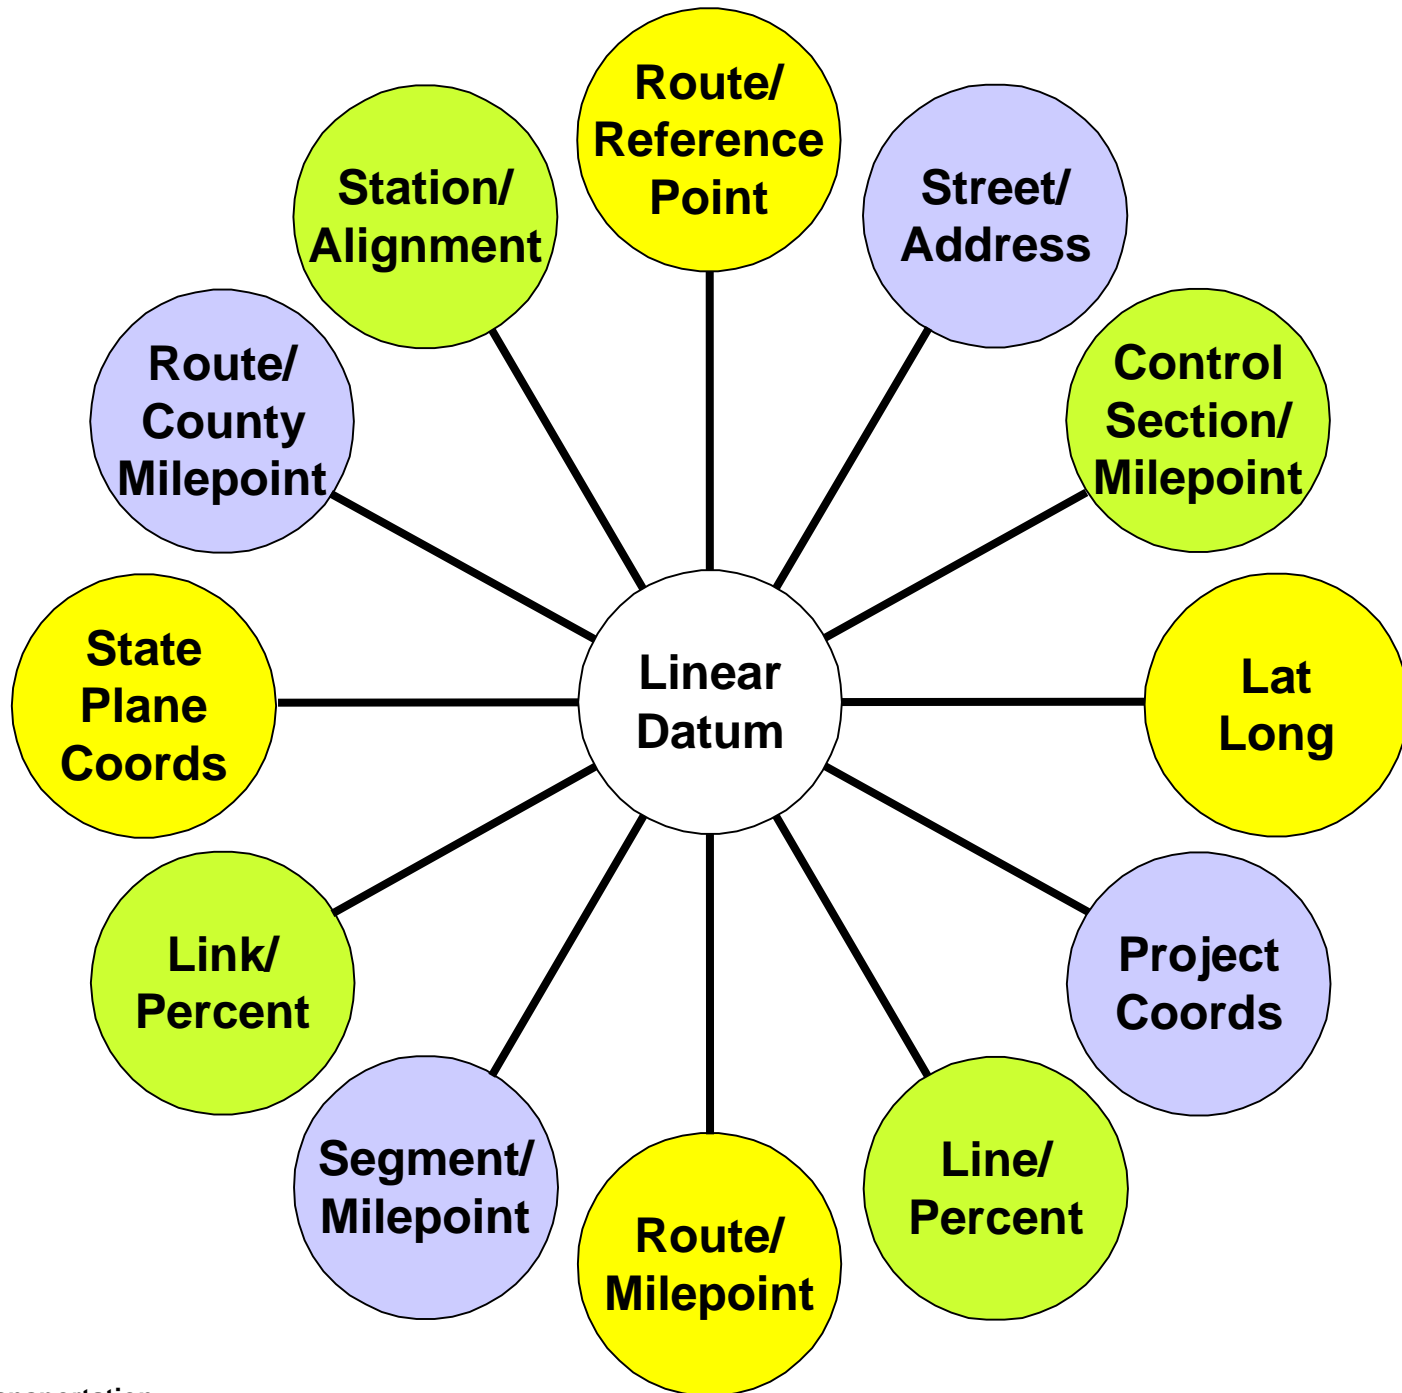 Route/
Reference
Point
Street/
Address
Control
Section/
Milepoint
Lat
Long
Project
Coords
Line/
Percent
Route/
Milepoint
Segment/
Milepoint
Link/
Percent
State
Plane
Coords
Route/
County
Milepoint
Station/
Alignment
Linear
Datum